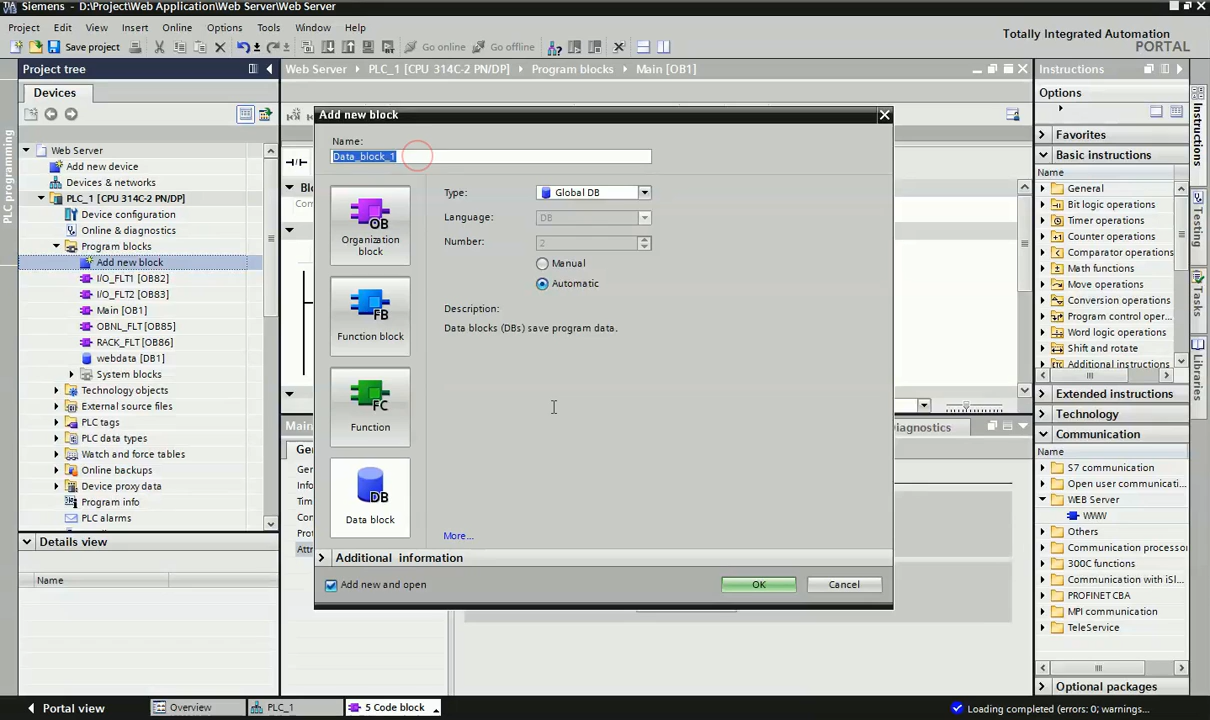 Siemens - D:\Project\Web Application\Web Server\Web Server
Project Edit View Insert Online Options Tools Window Help
Totally Integrated Automation
PORTAL
Save project
Go online
Go offline
Project tree
Web Server PLC_1 [CPU 314C-2 PN/DP] Program blocks Main [OB1]
Instructions
Devices
Options
PLC programming
Web Server
Add new device
Devices & networks
PLC_1 [CPU 314C-2 PN/DP]
Device configuration
Online & diagnostics
Program blocks
Add new block
I/O_FLT1 [OB82]
I/O_FLT2 [OB83]
Main [OB1]
OBNL_FLT [OB85]
RACK_FLT [OB86]
webdata [DB1]
System blocks
Technology objects
External source files
PLC tags
PLC data types
Watch and force tables
Online backups
Device proxy data
Program info
PLC alarms
Details view
Name
Add new block
Name:
Data_block_1
OB
Organization
block
FB
Function block
FC
Function
DB
Data block
Type: Global DB
Language: DB
Number: 2
Manual
Automatic
Description:
Data blocks (DBs) save program data.
More...
Additional information
Add new and open
OK Cancel
Favorites
Basic instructions
Name
General
Bit logic operations
Timer operations
Counter operations
Comparator operations
Math functions
Move operations
Conversion operations
Program control oper...
Word logic operations
Shift and rotate
Additional instructions
Extended instructions
Technology
Communication
Name
S7 communication
Open user communicati...
WEB Server
WWW
Others
Communication processor
300C functions
Communication with iSl...
PROFINET CBA
MPI communication
TeleService
Optional packages
Instructions
Testing
Tasks
Libraries
Portal view
Overview
PLC_1
5 Code block
Loading completed (errors: 0; warnings...